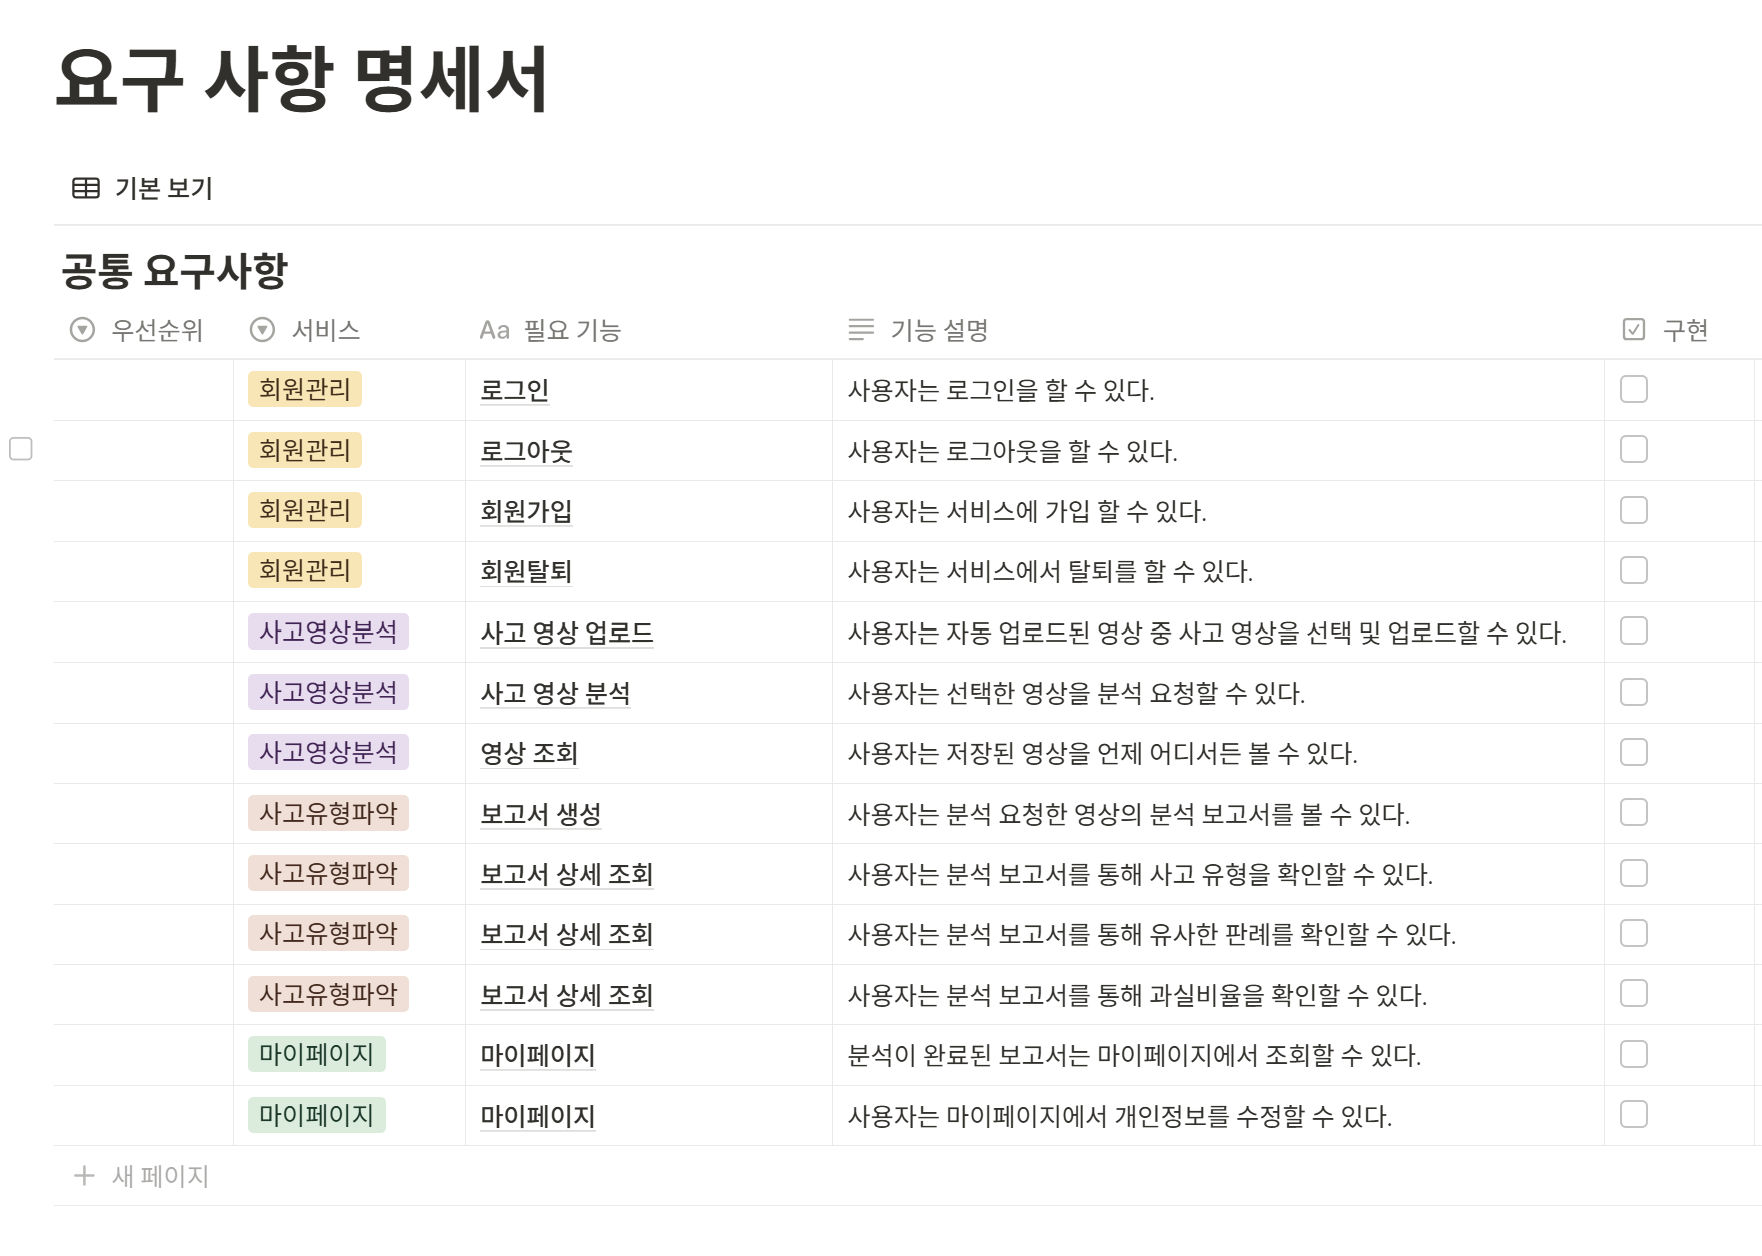 요구 사항 명세서
기본 보기
공통 요구사항
우선순위 서비스 Aa 필요 기능 기능 설명 구현
회원관리 로그인 사용자는 로그인을 할 수 있다.
회원관리 로그아웃 사용자는 로그아웃을 할 수 있다.
회원관리 회원가입 사용자는 서비스에 가입 할 수 있다.
회원관리 회원탈퇴 사용자는 서비스에서 탈퇴를 할 수 있다.
사고영상분석 사고 영상 업로드 사용자는 자동 업로드된 영상 중 사고 영상을 선택 및 업로드할 수 있다.
사고영상분석 사고 영상 분석 사용자는 선택한 영상을 분석 요청할 수 있다.
사고영상분석 영상 조회 사용자는 저장된 영상을 언제 어디서든 볼 수 있다.
사고유형파악 보고서 생성 사용자는 분석 요청한 영상의 분석 보고서를 볼 수 있다.
사고유형파악 보고서 상세 조회 사용자는 분석 보고서를 통해 사고 유형을 확인할 수 있다.
사고유형파악 보고서 상세 조회 사용자는 분석 보고서를 통해 유사한 판례를 확인할 수 있다.
사고유형파악 보고서 상세 조회 사용자는 분석 보고서를 통해 과실비율을 확인할 수 있다.
마이페이지 마이페이지 분석이 완료된 보고서는 마이페이지에서 조회할 수 있다.
마이페이지 마이페이지 사용자는 마이페이지에서 개인정보를 수정할 수 있다.
새 페이지